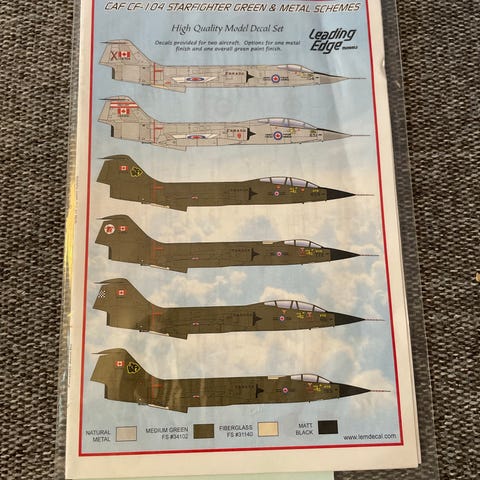 CAF CF-104 STARFIGHTER GREEN & METAL SCHEMES
High Quality Model Decal Set
Decals provided for two aircraft. Options for one metal
finish and one overall green paint finish.
Leading
Edge
NATURAL
METAL
MEDIUM GREEN
FS #34102
FIBERGLASS
FS #31140
MATT
BLACK
www.lemdecal.com